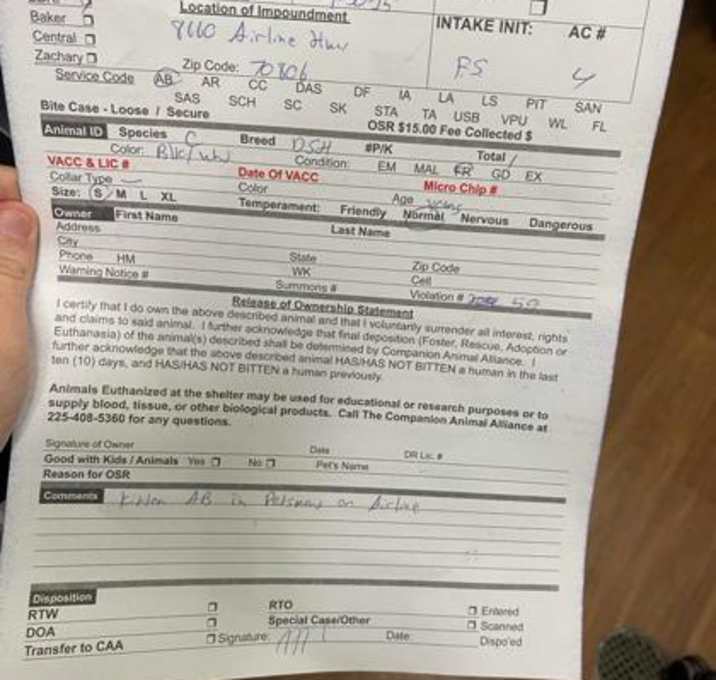 Location of Impoundment
Baker
Central
8660 Airline Hwy
INTAKE INIT: AC #
Zachary
Zip Code: 70806
FS
Service Code AB AR CC DAS DF IA LA LS PIT SAN
SAS SCH SC SK STA TA USB VPU WL FL
Bite Case - Loose / Secure
OSR $15.00 Fee Collected $
Animal ID Species C Breed DSH #P/K Total 1
Color: Blk/wh Condition: EM MAL FR GD EX
VACC & LIC # Date Of VACC Micro Chip #
Collar Type Color Age young
Size: S M L XL Temperament: Friendly Normal Nervous Dangerous
Owner First Name Last Name
Address
City State Zip Code
Phone HM WK Cell
Warning Notice # Summons # Violation #
Release of Ownership Statement
I certify that I do own the above described animal and that I voluntarily surrender all interest, rights
and claims to said animal. I further acknowledge that final deposition (Foster, Rescue, Adoption or
Euthanasia) of the animal(s) described shall be determined by Companion Animal Alliance. I
further acknowledge that the above described animal HAS/HAS NOT BITTEN a human in the last
ten (10) days, and HAS/HAS NOT BITTEN a human previously.
Animals Euthanized at the shelter may be used for educational or research purposes or to
supply blood, tissue, or other biological products. Call The Companion Animal Alliance at
225-408-5360 for any questions.
Signature of Owner Date DR Lic. #
Good with Kids / Animals Yes No Pet's Name
Reason for OSR
Comments Kitten AB in Petsmart on Airline
Disposition
RTW RTO Entered
DOA Special Case/Other Scanned
Transfer to CAA Signature: Date: Dispo'ed